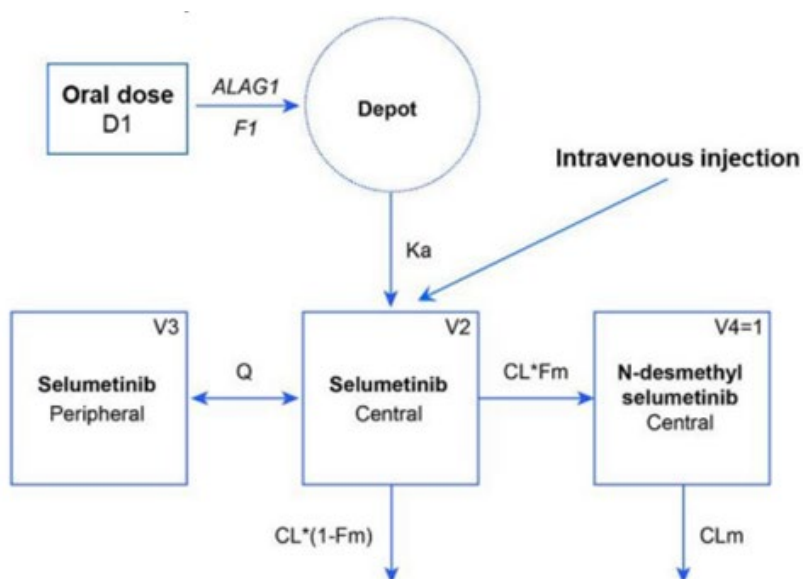 Oral dose
D1
ALAG1
F1
Depot
Intravenous injection
Ka
V3
Selumetinib
Peripheral
Q
V2
Selumetinib
Central
CL*Fm
V4=1
N-desmethyl
selumetinib
Central
CL*(1-Fm)
CLm